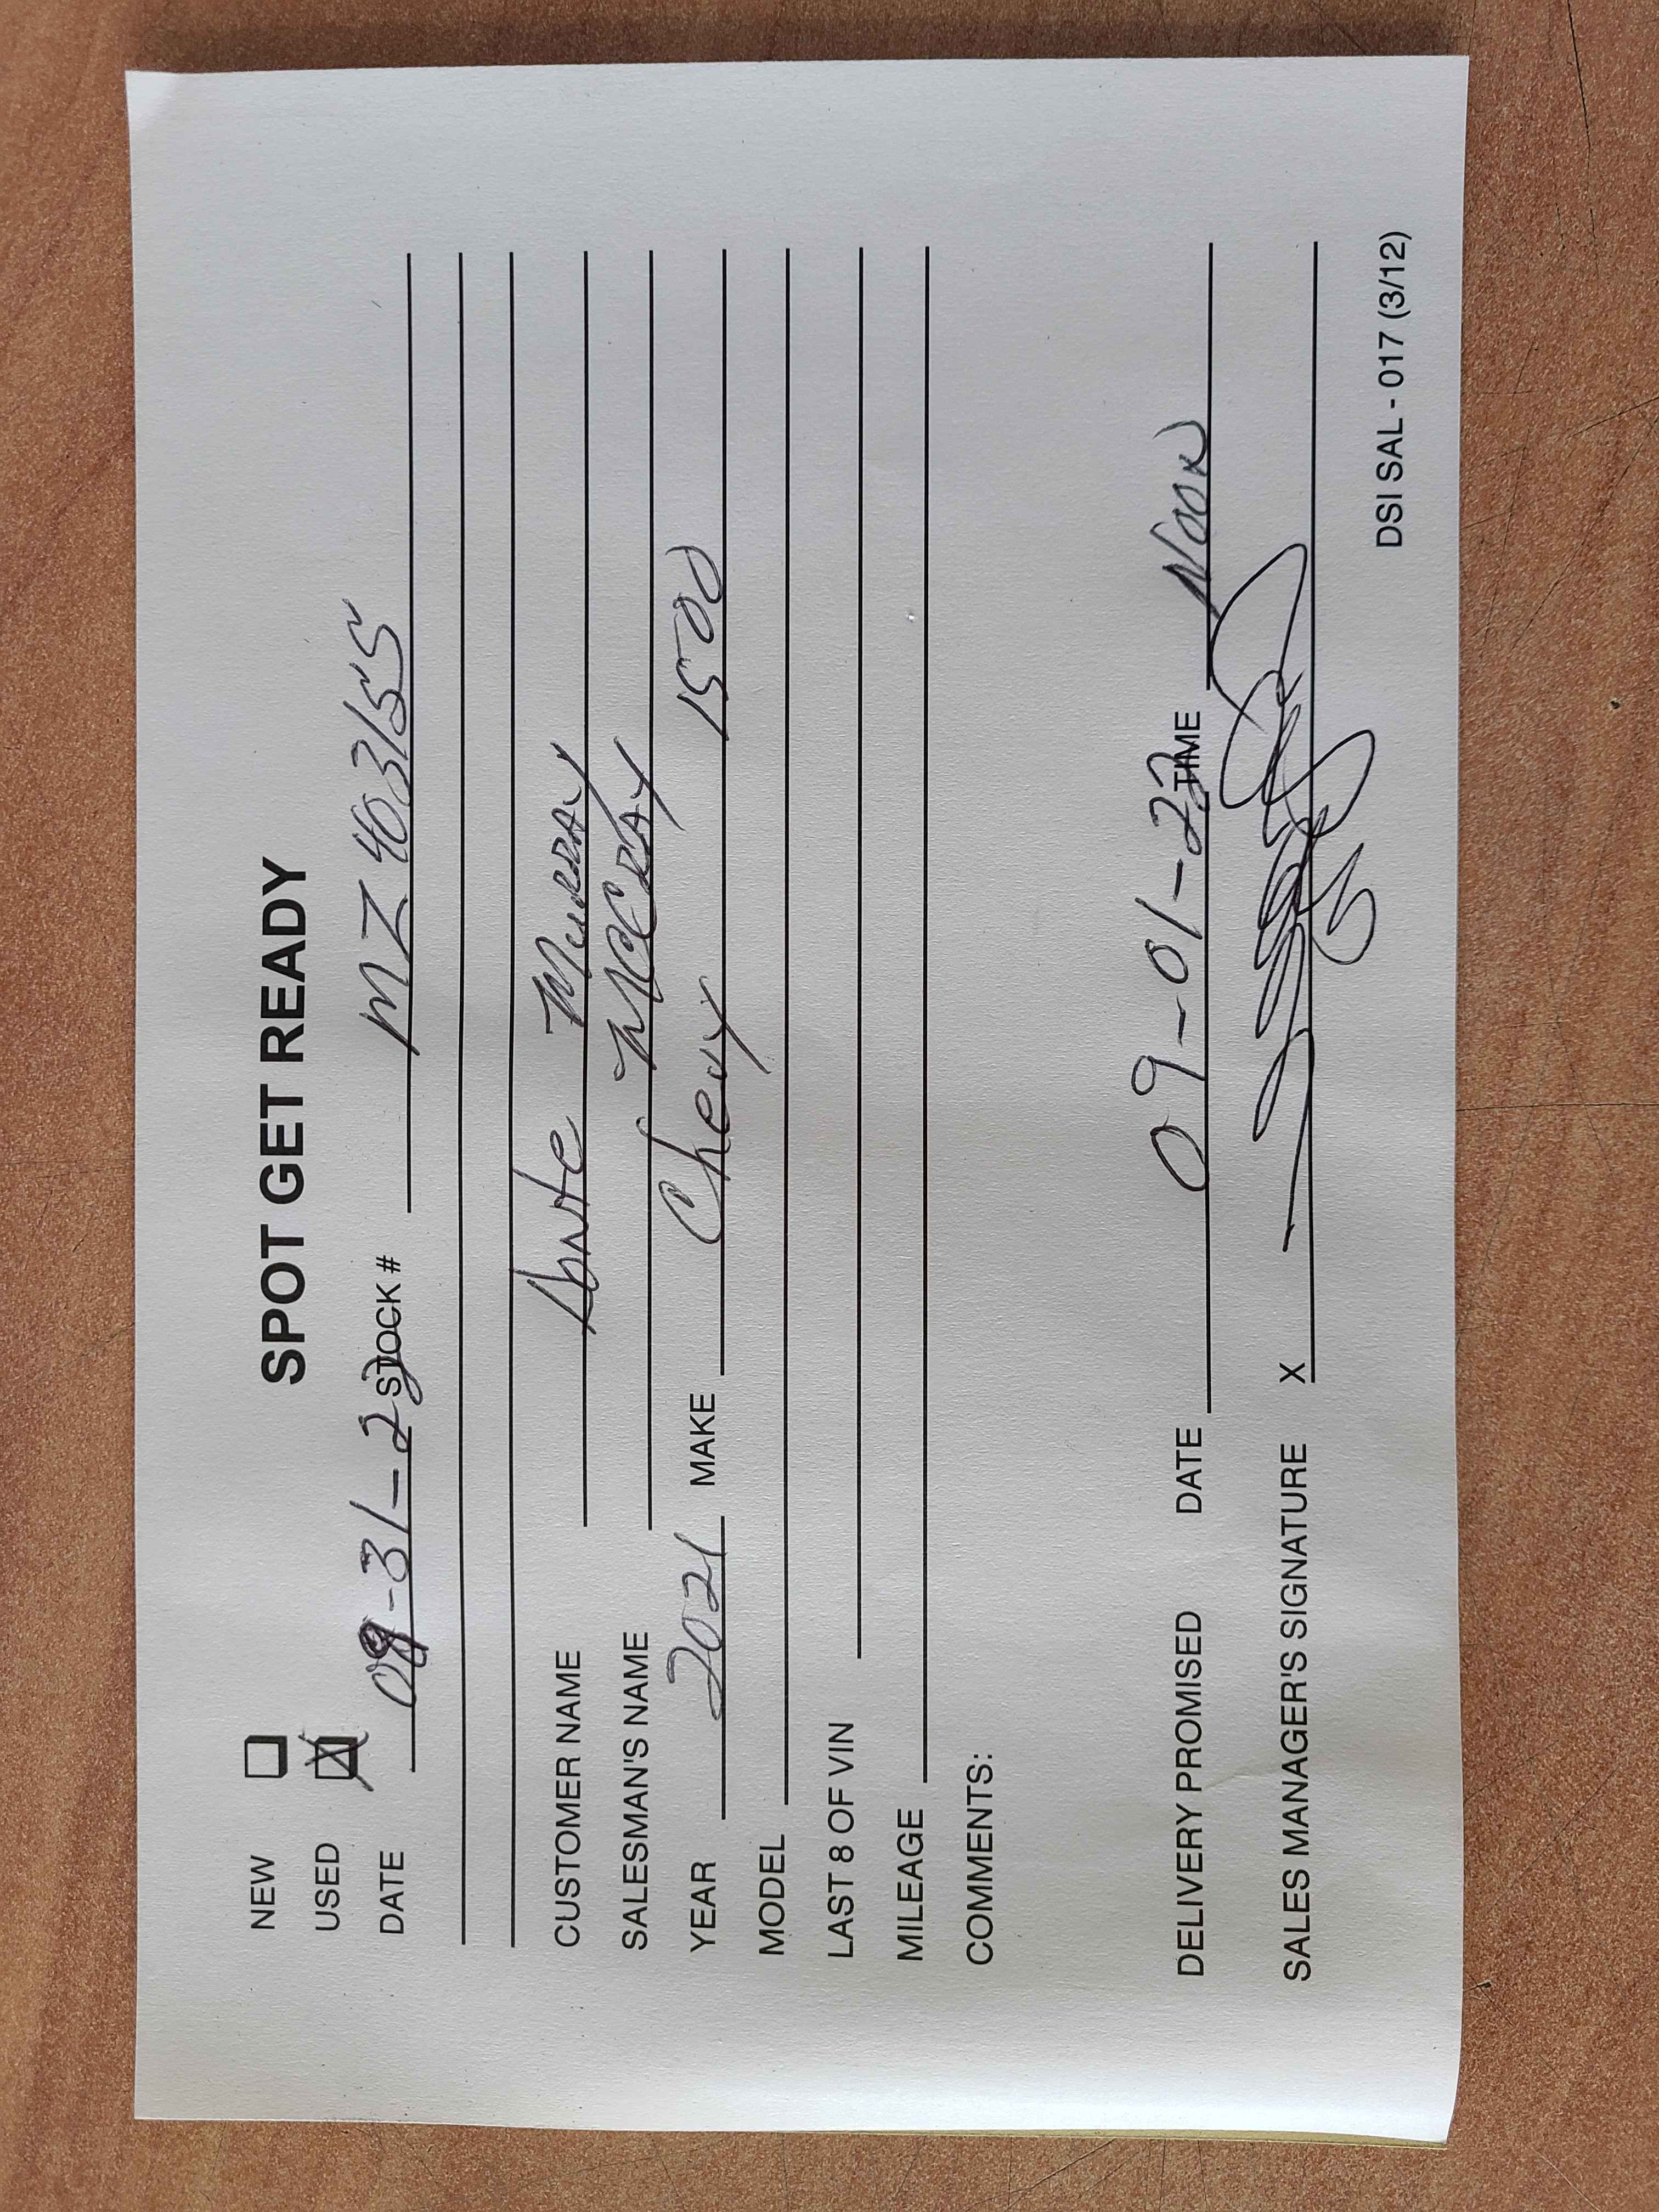 SPOT GET READY
NEW
USED
DATE 08-31-22 STOCK # MZ403155
CUSTOMER NAME Donte Murray
SALESMAN'S NAME McCray
YEAR 2021 MAKE Chevy 1500
MODEL
LAST 8 OF VIN
MILEAGE
COMMENTS:
DELIVERY PROMISED DATE 09-01-22 TIME Noon
SALES MANAGER'S SIGNATURE X
DSI SAL - 017 (3/12)